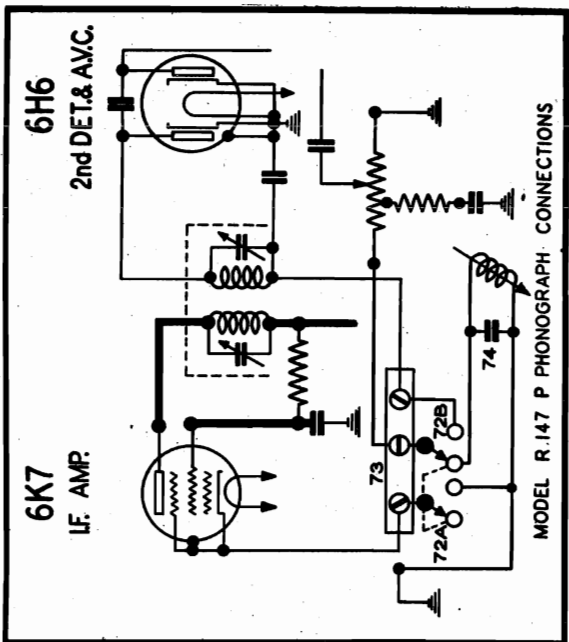 6K7
I.F. AMP.
6H6
2nd DET. & A.V.C.
73
72A
72B
74
MODEL R.147 P PHONOGRAPH CONNECTIONS